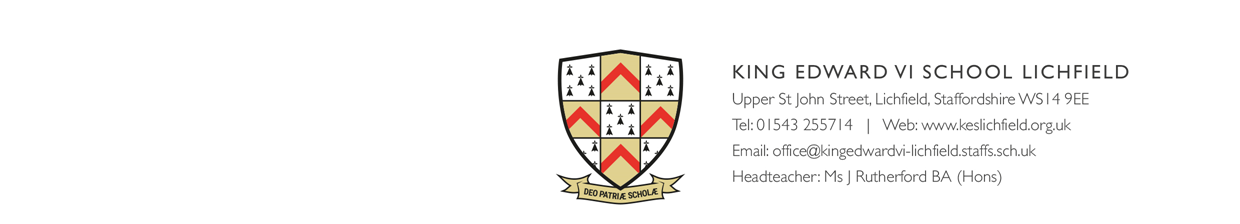 DEO PATRIÆ SCHOLÆ
KING EDWARD VI SCHOOL LICHFIELD
Upper St John Street, Lichfield, Staffordshire WS14 9EE
Tel: 01543 255714 | Web: www.keslichfield.org.uk
Email: office@kingedwardvi-lichfield.staffs.sch.uk
Headteacher: Ms J Rutherford BA (Hons)